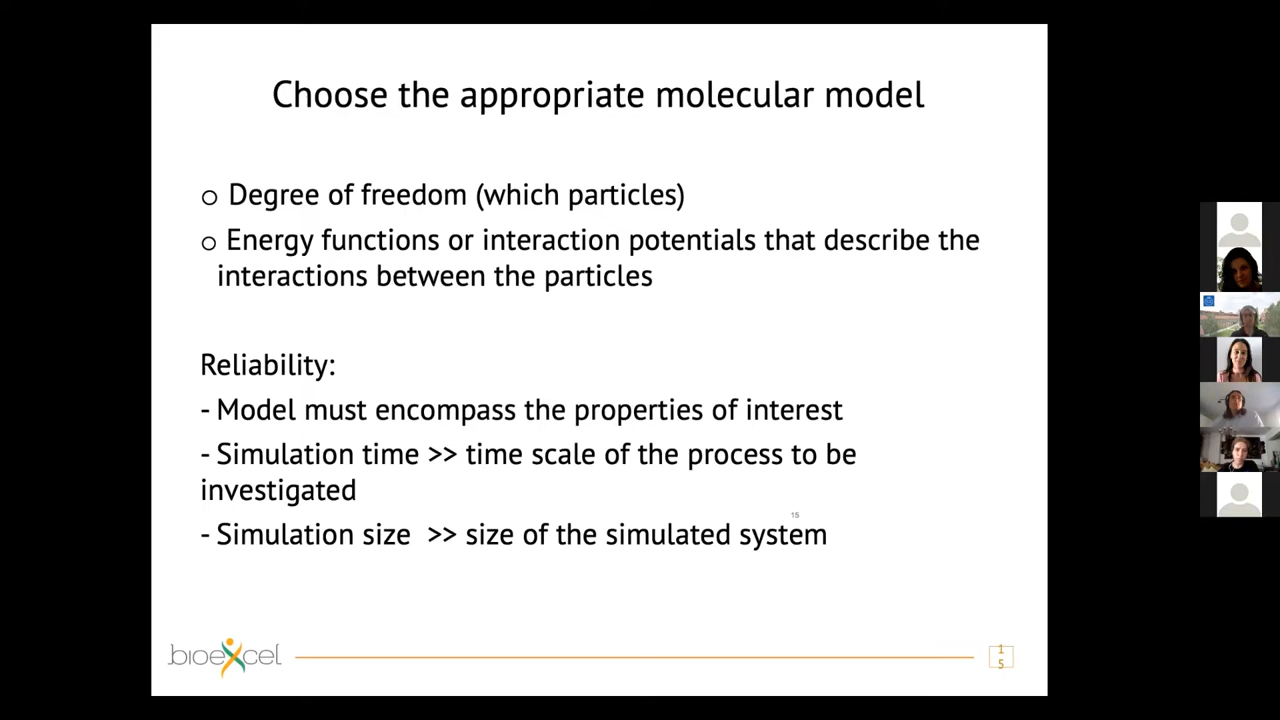 Choose the appropriate molecular model
o Degree of freedom (which particles)
o Energy functions or interaction potentials that describe the
interactions between the particles
Reliability:
- Model must encompass the properties of interest
- Simulation time >> time scale of the process to be
investigated
15
- Simulation size >> size of the simulated system
bioexcel
1
5